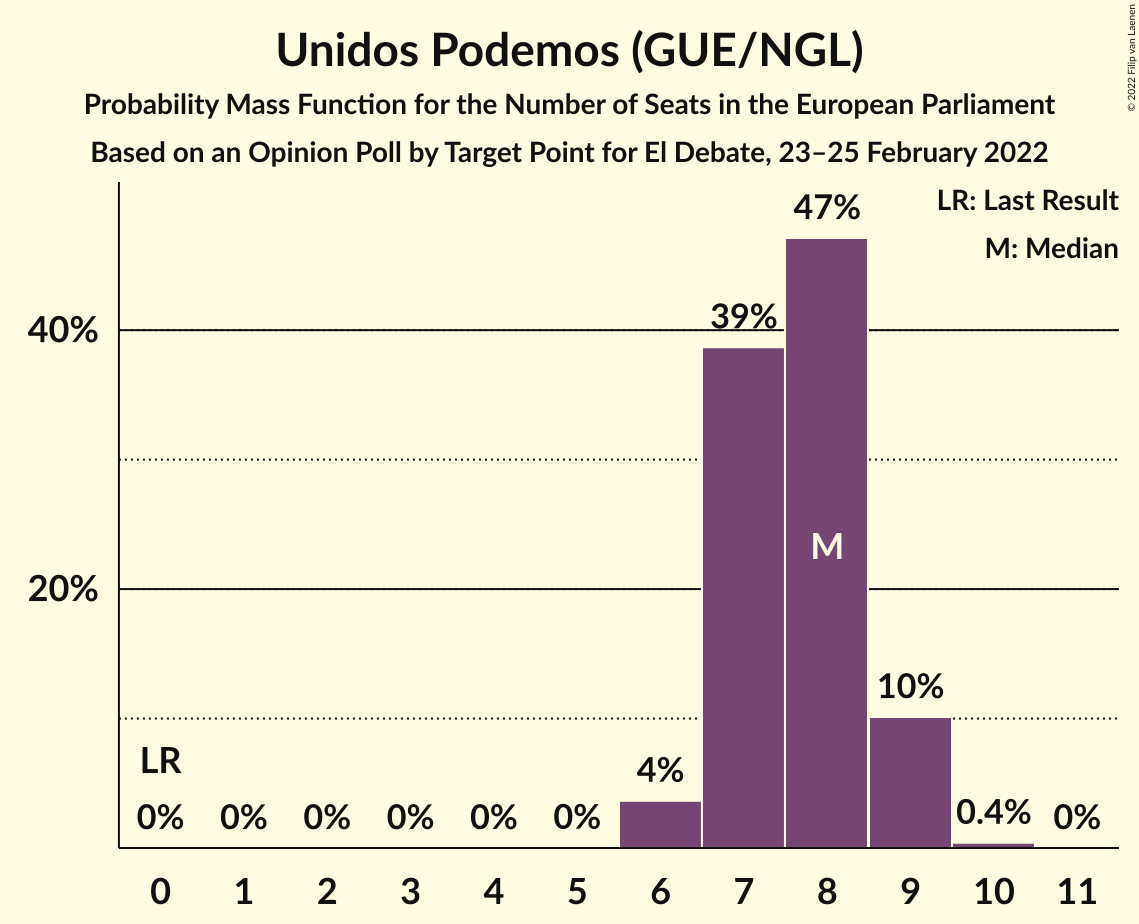 Unidos Podemos (GUE/NGL)
Probability Mass Function for the Number of Seats in the European Parliament
Based on an Opinion Poll by Target Point for El Debate, 23–25 February 2022
© 2022 Filip van Laenen
LR: Last Result
M: Median
47%
39%
40%
M
20%
10%
LR
4%
0% 0% 0% 0% 0% 0% 0.4% 0%
0 1 2 3 4 5 6 7 8 9 10 11